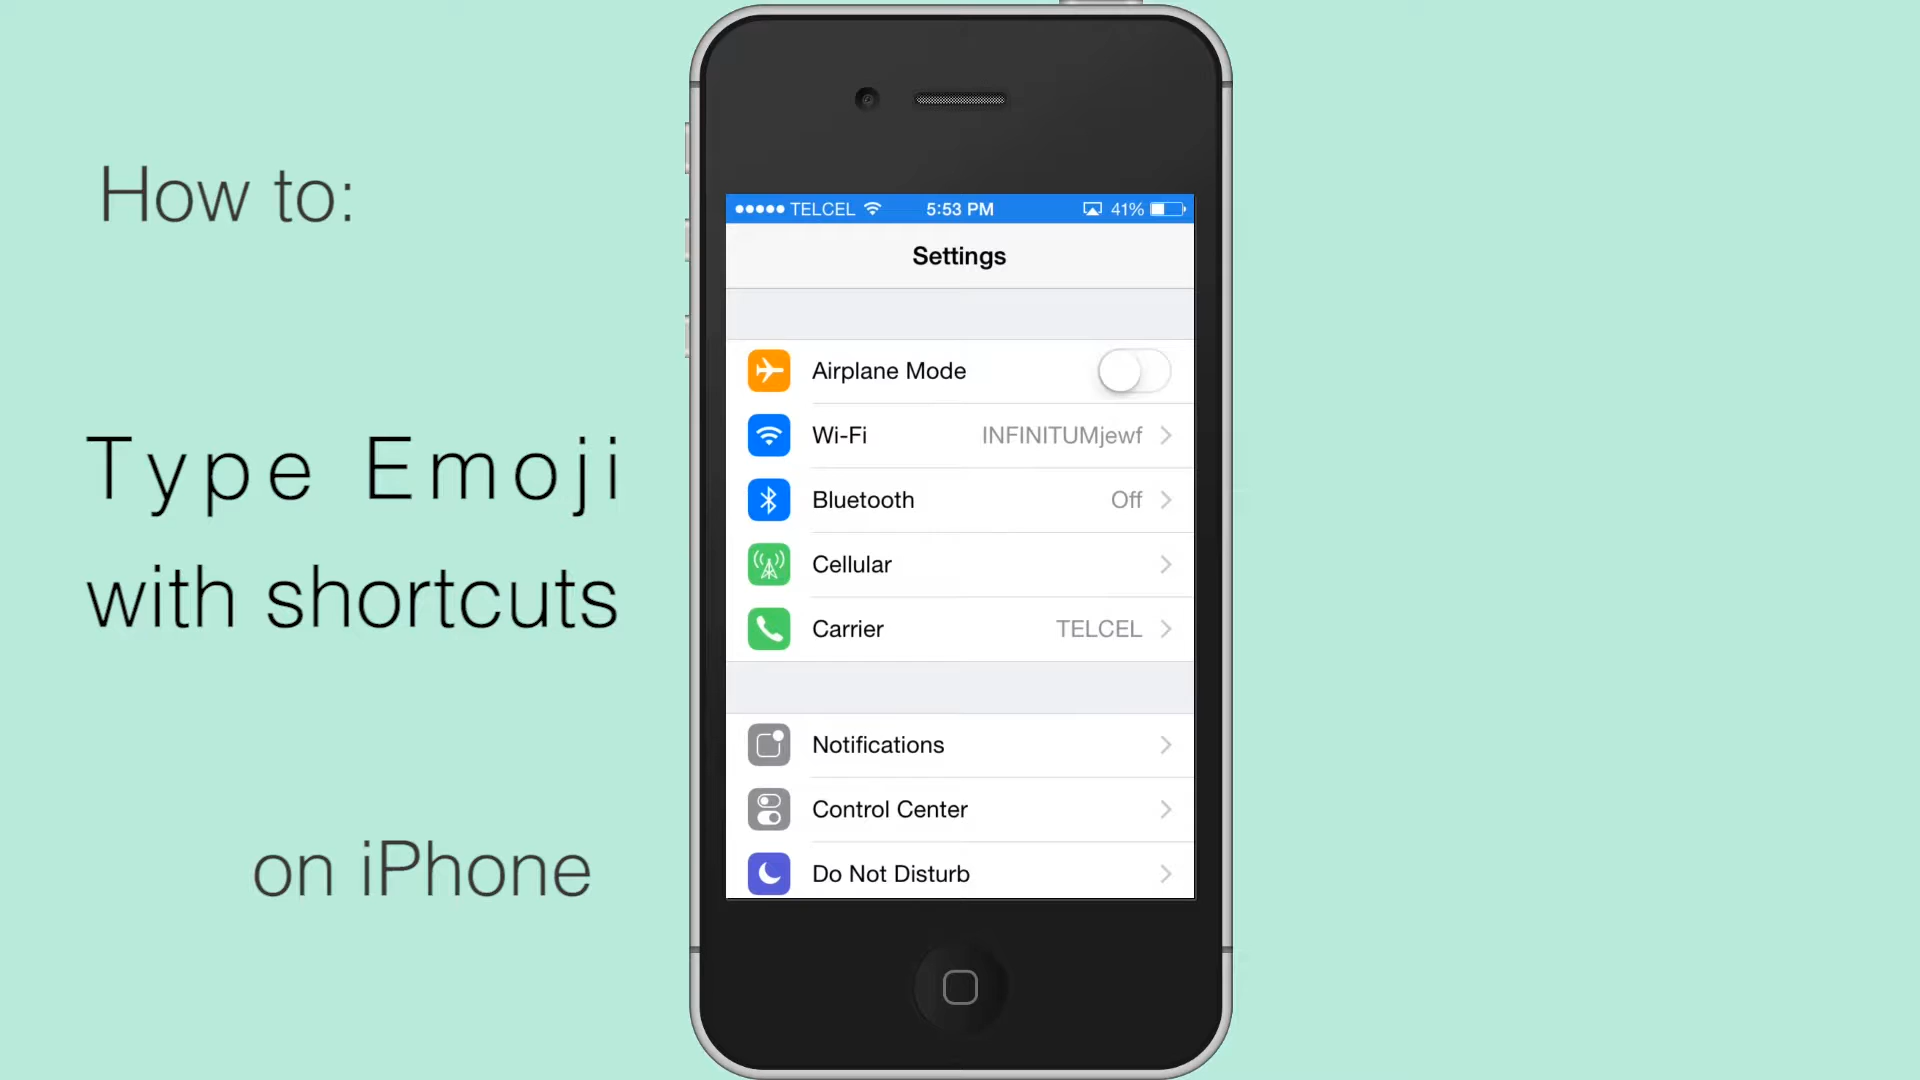 How to:
Type Emoji
with shortcuts
on iPhone
TELCEL 5:53 PM 41%
Settings
Airplane Mode
Wi-Fi INFINITUMjewf
Bluetooth Off
Cellular
Carrier TELCEL
Notifications
Control Center
Do Not Disturb